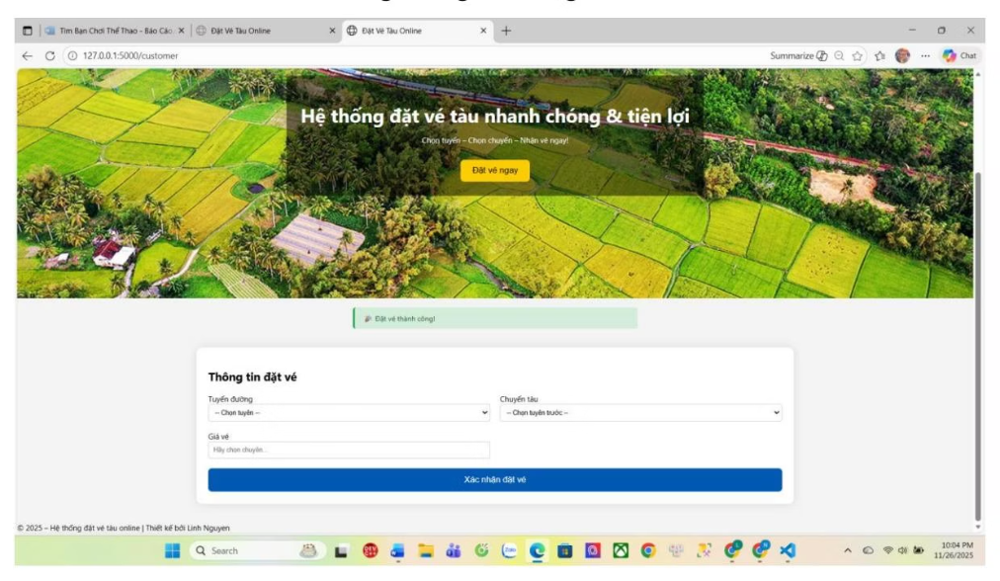 Tìm Bạn Chơi Thể Thao - Báo Cáo
Đặt Vé Tàu Online
Đặt Vé Tàu Online
127.0.0.1:5000/customer
Summarize
Chat
Hệ thống đặt vé tàu nhanh chóng & tiện lợi
Chọn tuyến – Chọn chuyến – Nhận vé ngay!
Đặt vé ngay
Đặt vé thành công!
Thông tin đặt vé
Tuyến đường
Chuyến tàu
-- Chọn tuyến --
-- Chọn tuyến trước --
Giá vé
Hãy chọn chuyến...
Xác nhận đặt vé
© 2025 – Hệ thống đặt vé tàu online | Thiết kế bởi Linh Nguyen
Search
10:04 PM
11/26/2025